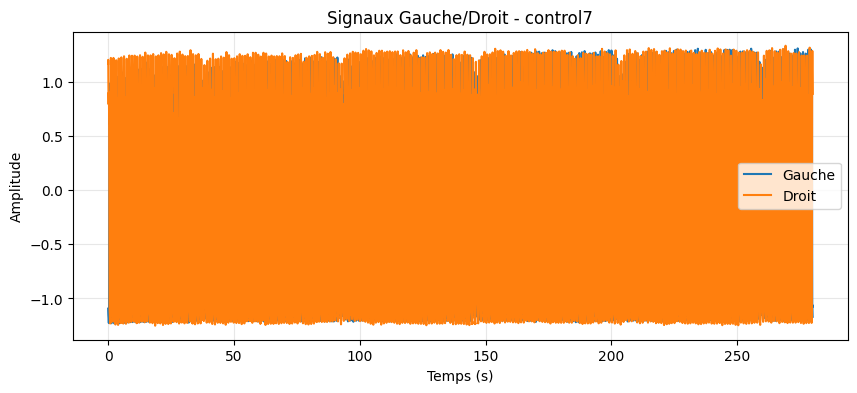 Signaux Gauche/Droit - control7
Amplitude
1.0
0.5
0.0
−0.5
−1.0
Gauche
Droit
0
50
100
150
200
250
Temps (s)